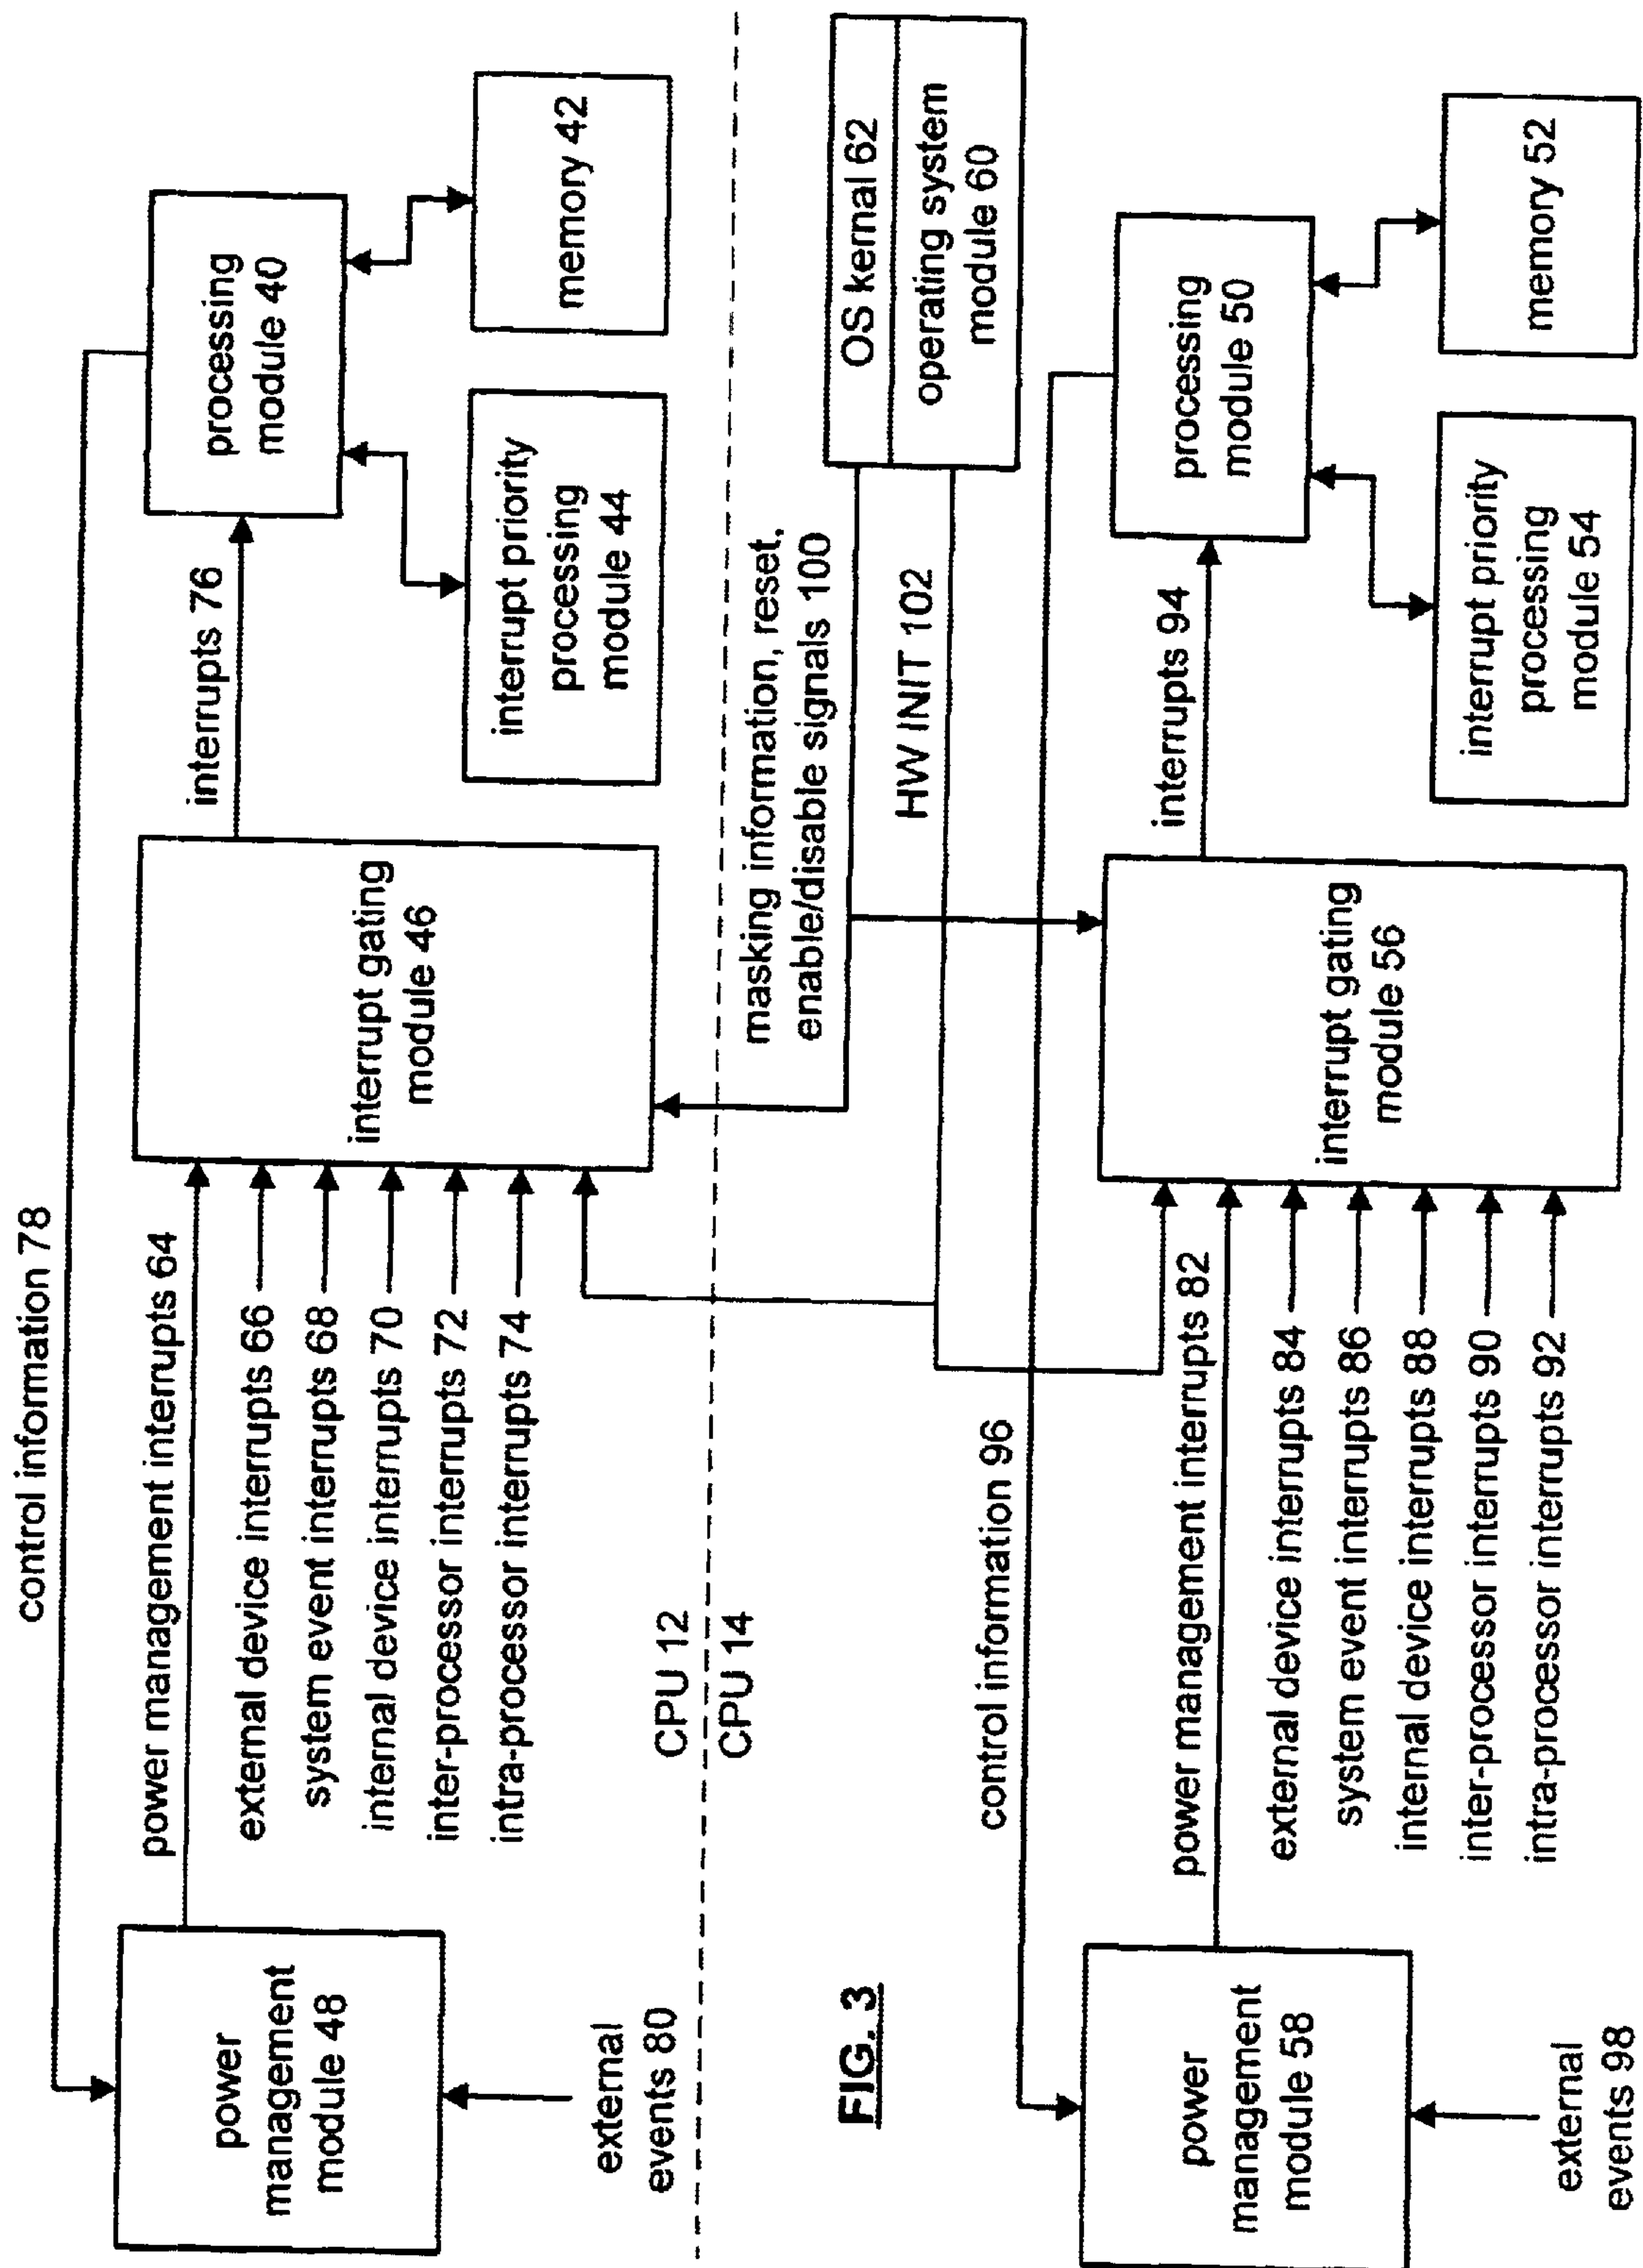 control information 78
power
management
module 48
external
events 80
power management interrupts 64
external device interrupts 66
system event interrupts 68
internal device interrupts 70
inter-processor interrupts 72
intra-processor interrupts 74
interrupt gating
module 46
interrupts 76
processing
module 40
interrupt priority
processing
module 44
memory 42
CPU 12
CPU 14
masking information, reset,
enable/disable signals 100
HW INIT 102
OS kernal 62
operating system
module 60
FIG. 3
control information 96
power
management
module 58
external
events 98
power management interrupts 82
external device interrupts 84
system event interrupts 86
internal device interrupts 88
inter-processor interrupts 90
intra-processor interrupts 92
interrupt gating
module 56
interrupts 94
processing
module 50
interrupt priority
processing
module 54
memory 52